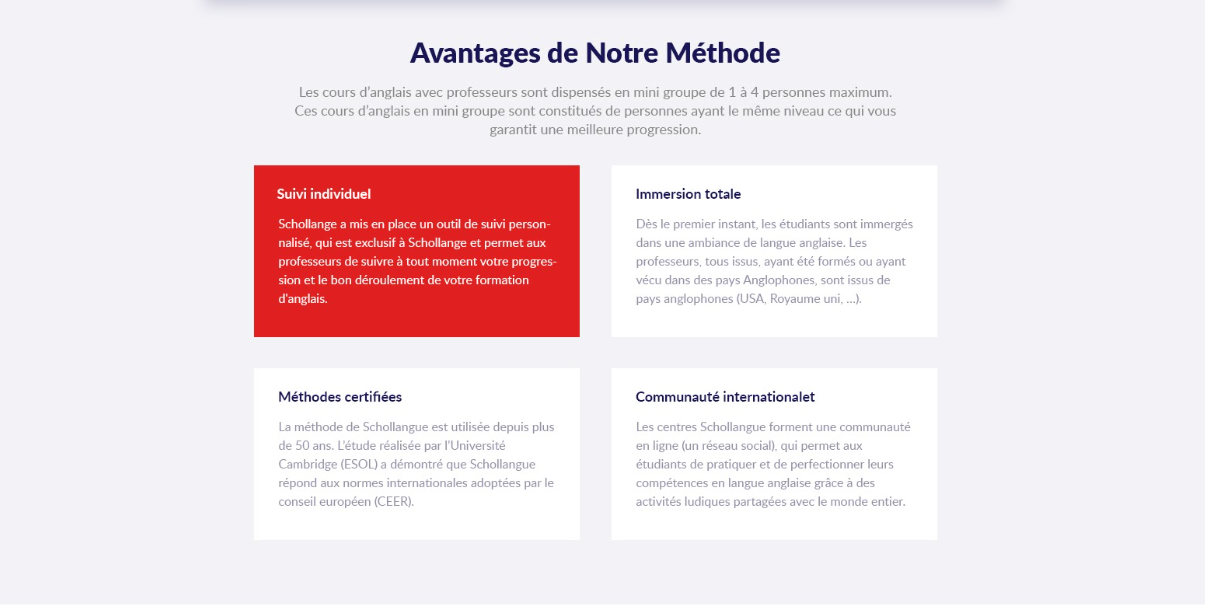 Avantages de Notre Méthode
Les cours d’anglais avec professeurs sont dispensés en mini groupe de 1 à 4 personnes maximum.
Ces cours d’anglais en mini groupe sont constitués de personnes ayant le même niveau ce qui vous
garantit une meilleure progression.
Suivi individuel
Schollange a mis en place un outil de suivi person-
nalisé, qui est exclusif à Schollange et permet aux
professeurs de suivre à tout moment votre progres-
sion et le bon déroulement de votre formation
d'anglais.
Immersion totale
Dès le premier instant, les étudiants sont immergés
dans une ambiance de langue anglaise. Les
professeurs, tous issus, ayant été formés ou ayant
vécu dans des pays Anglophones, sont issus de
pays anglophones (USA, Royaume uni, ...).
Méthodes certifiées
La méthode de Schollangue est utilisée depuis plus
de 50 ans. L’étude réalisée par l’Université
Cambridge (ESOL) a démontré que Schollangue
répond aux normes internationales adoptées par le
conseil européen (CEER).
Communauté internationalet
Les centres Schollangue forment une communauté
en ligne (un réseau social), qui permet aux
étudiants de pratiquer et de perfectionner leurs
compétences en langue anglaise grâce à des
activités ludiques partagées avec le monde entier.